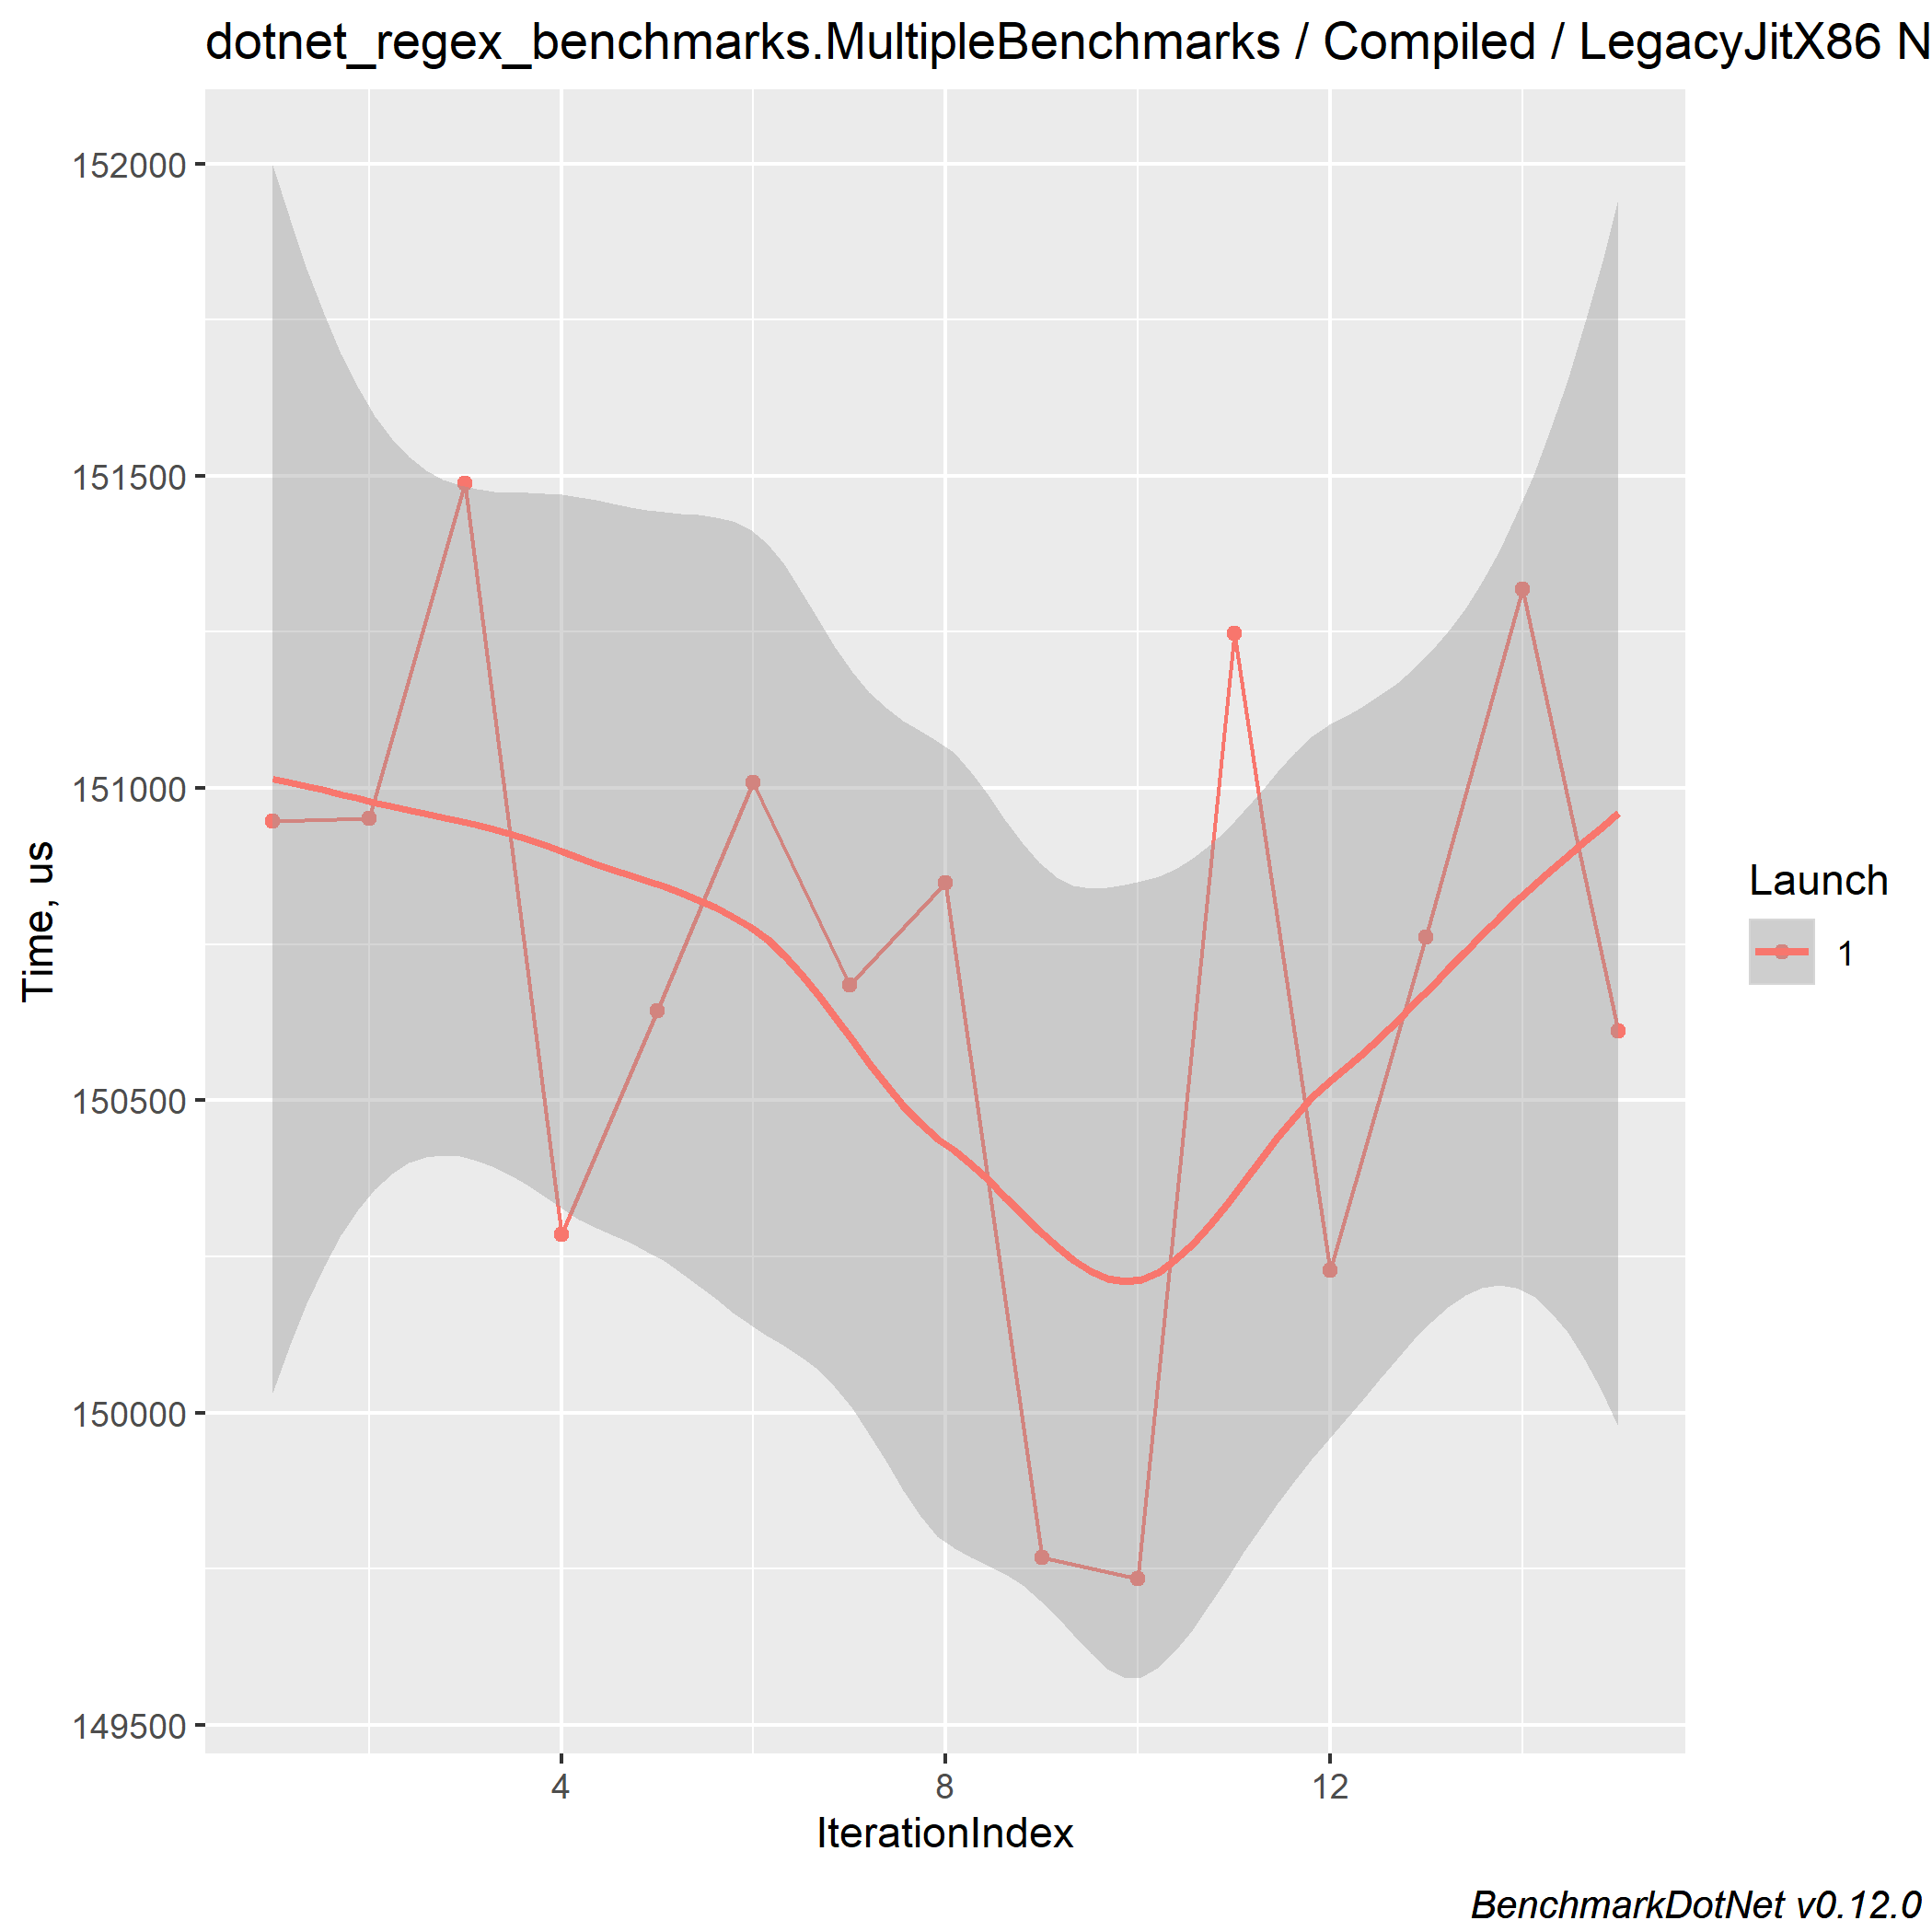 dotnet_regex_benchmarks.MultipleBenchmarks / Compiled / LegacyJitX86 N
152000
151500
151000
150500
150000
149500
Time, us
4 8 12
IterationIndex
Launch
1
BenchmarkDotNet v0.12.0